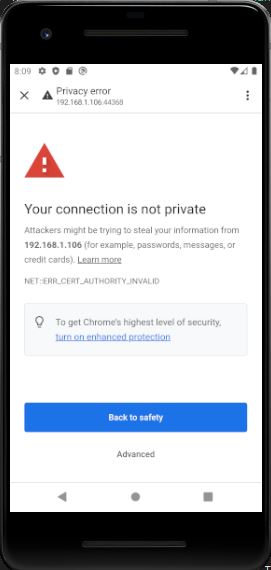 8:09
Privacy error
192.168.1.106:44368
Your connection is not private
Attackers might be trying to steal your information from
192.168.1.106 (for example, passwords, messages, or
credit cards). Learn more
NET::ERR_CERT_AUTHORITY_INVALID
To get Chrome's highest level of security,
turn on enhanced protection
Back to safety
Advanced